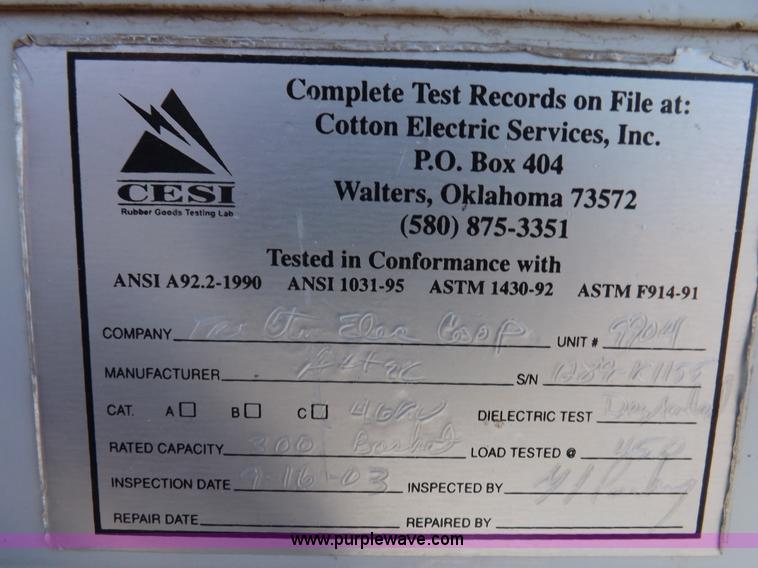 Complete Test Records on File at:
Cotton Electric Services, Inc.
P.O. Box 404
Walters, Oklahoma 73572
(580) 875-3351
CESI
Rubber Goods Testing Lab
Tested in Conformance with
ANSI A92.2-1990 ANSI 1031-95 ASTM 1430-92 ASTM F914-91
COMPANY Elec Coop UNIT #
MANUFACTURER S/N
CAT. A B C DIELECTRIC TEST
RATED CAPACITY 300 LOAD TESTED @
INSPECTION DATE 9-16-03 INSPECTED BY
REPAIR DATE REPAIRED BY
www.purplewave.com